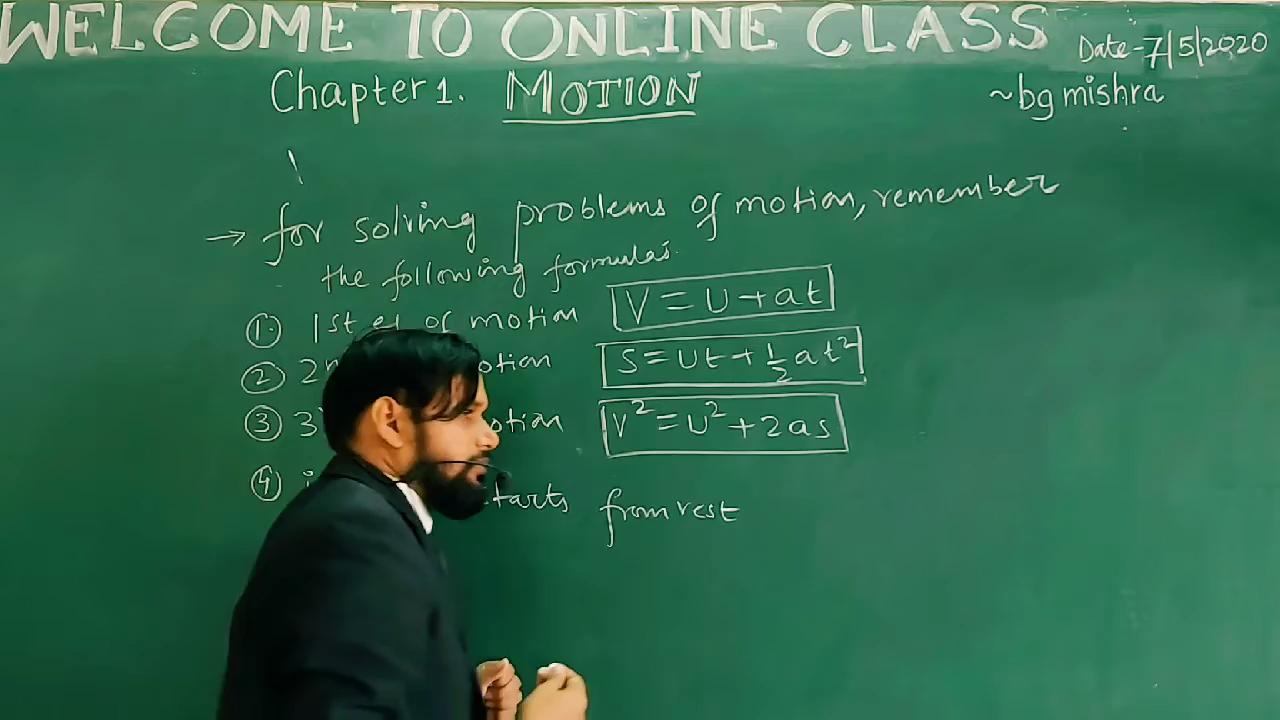 WELCOME TO ONLINE CLASS
Date-7/5/2020
Chapter 1. MOTION
~bg mishra
→ for solving problems of motion, remember
the following formulas.
① 1st of motion V = U + at
② 2 otion S = Ut + 1/2 at²
③ 3 otion V² = U² + 2as
④ tarts from rest